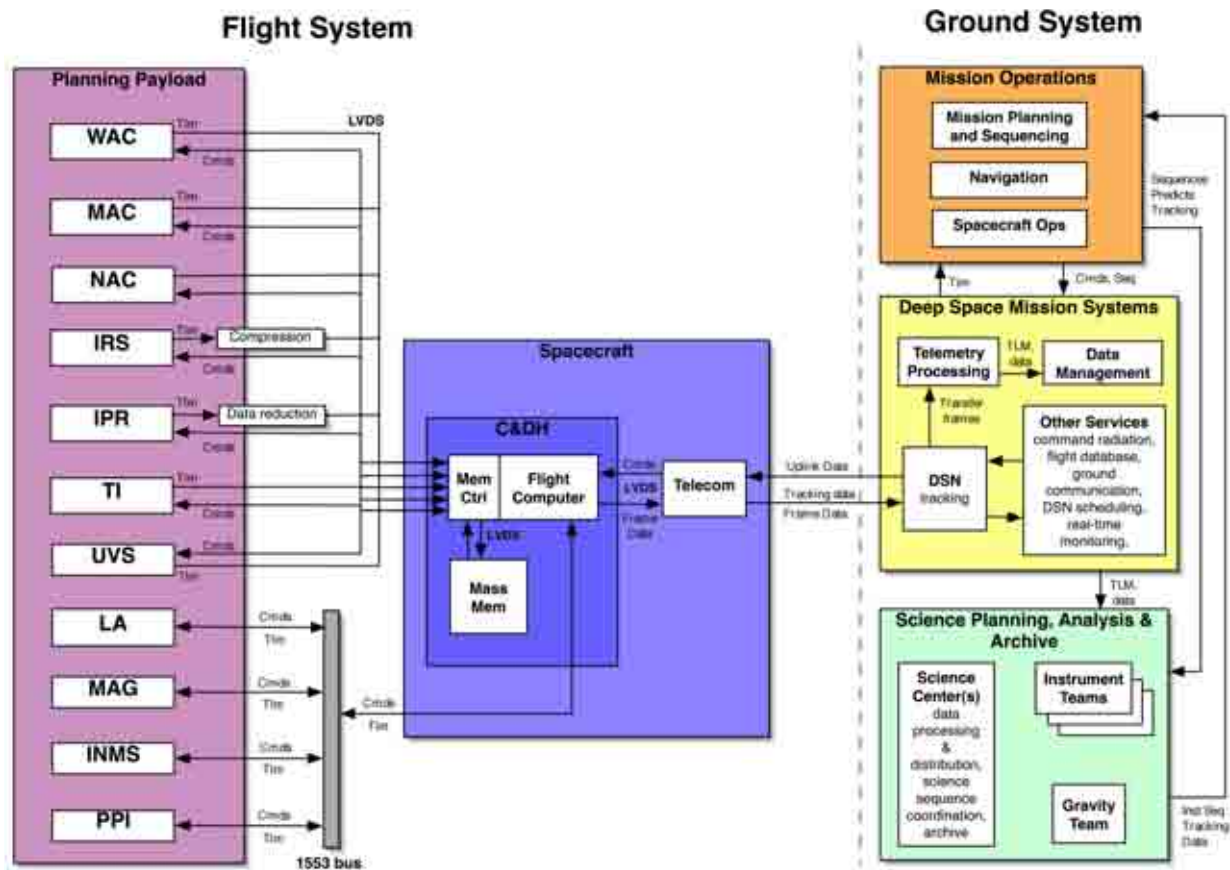 Flight System
Ground System
Planning Payload
WAC
MAC
NAC
IRS
IPR
TI
UVS
LA
MAG
INMS
PPI
Tlm
Cmds
Tlm
Cmds
Tlm
Cmds
Tlm
Cmds
Tlm
Cmds
Cmds
Tlm
LVDS
Compression
Data reduction
Cmds
Tlm
Cmds
Tlm
Cmds
Tlm
Cmds
Tlm
1553 bus
Cmds
Tlm
Spacecraft
C&DH
Mem
Ctrl
Flight
Computer
LVDS
Mass
Mem
Cmds
LVDS
Frame
Data
Telecom
Uplink Data
Tracking data
Frame Data
Mission Operations
Mission Planning
and Sequencing
Navigation
Spacecraft Ops
Sequences
Predicts
Tracking
Tlm
Cmds, Seq
Deep Space Mission Systems
Telemetry
Processing
TLM,
data
Data
Management
Transfer
frames
DSN
tracking
Other Services
command radiation,
flight database,
ground
communication,
DSN scheduling,
real-time
monitoring,
TLM,
data
Science Planning, Analysis &
Archive
Science
Center(s)
data
processing
&
distribution,
science
sequence
coordination,
archive
Instrument
Teams
Gravity
Team
Inst Seq
Tracking
Data